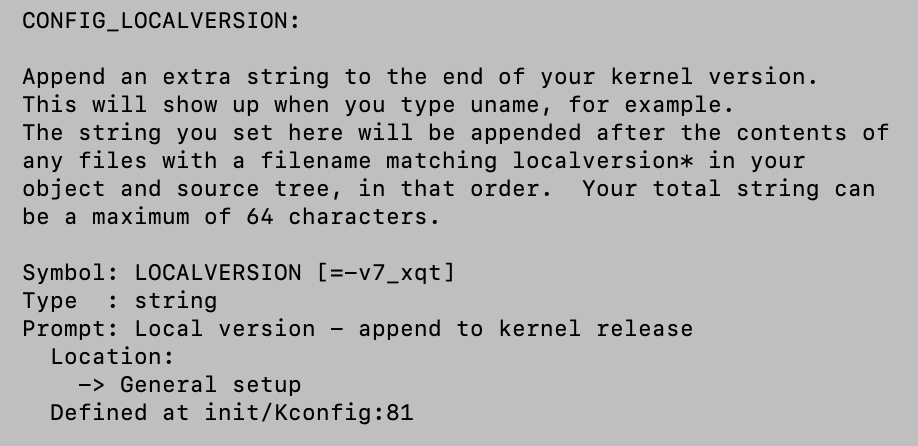 CONFIG_LOCALVERSION:

Append an extra string to the end of your kernel version.
This will show up when you type uname, for example.
The string you set here will be appended after the contents of
any files with a filename matching localversion* in your
object and source tree, in that order.  Your total string can
be a maximum of 64 characters.

Symbol: LOCALVERSION [=-v7_xqt]
Type  : string
Prompt: Local version - append to kernel release
  Location:
    -> General setup
  Defined at init/Kconfig:81